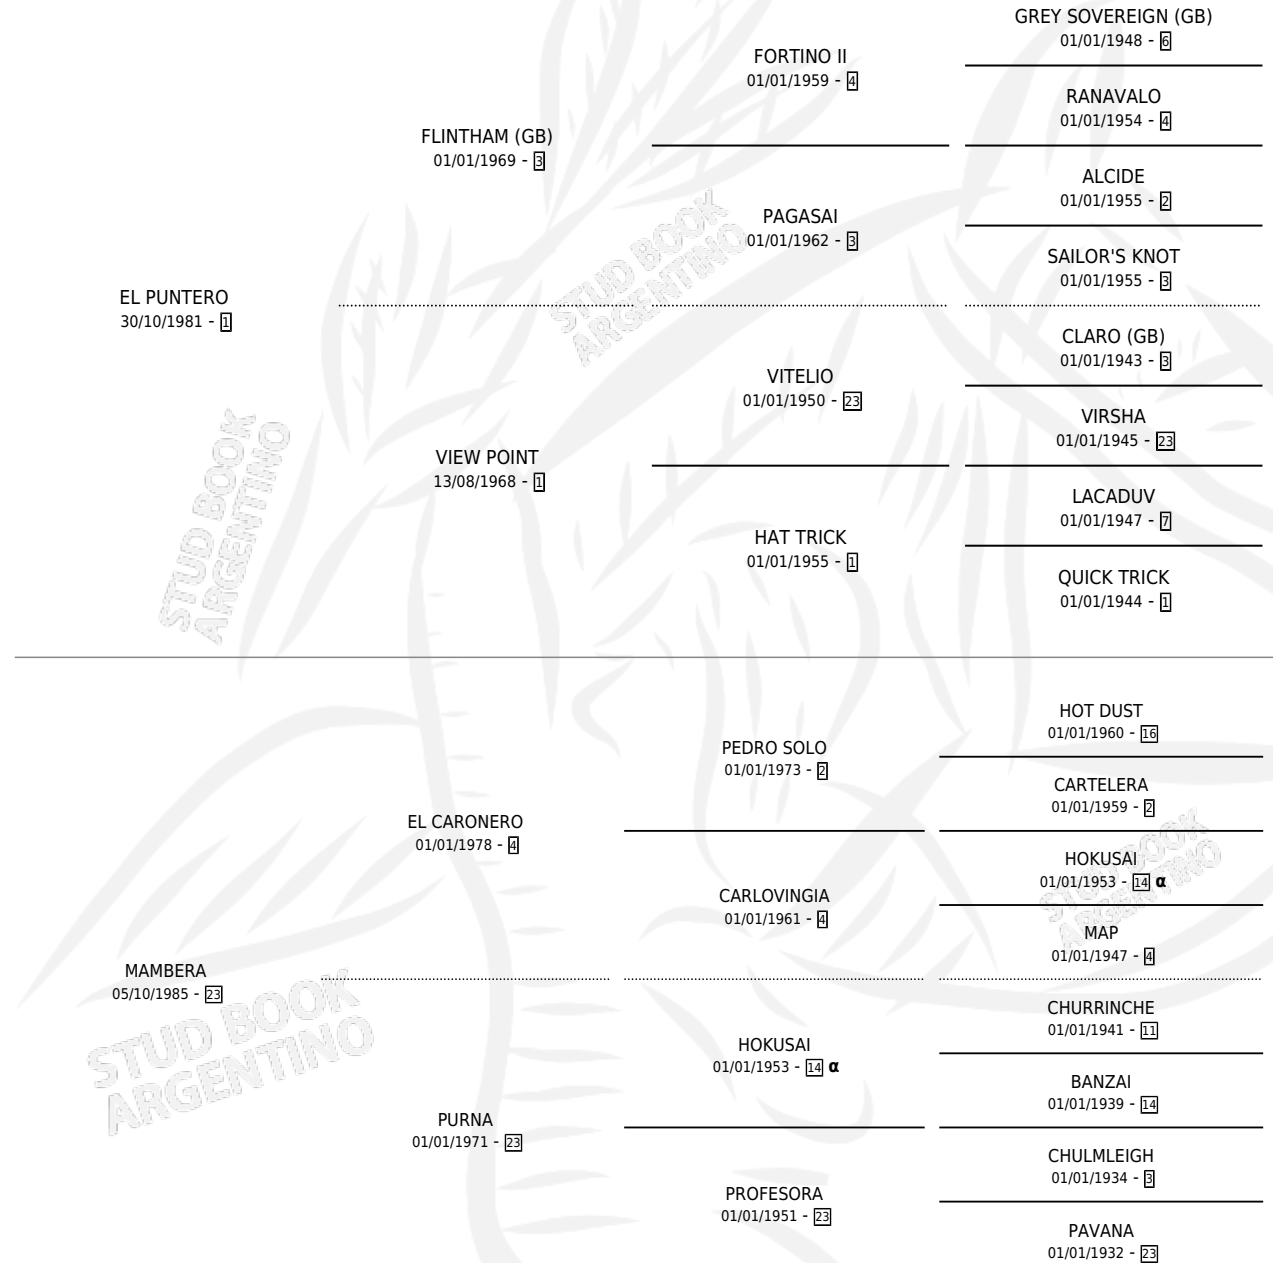 GREY SOVEREIGN (GB)
01/01/1948 - 6
FORTINO II
01/01/1959 - 4
RANAVALO
01/01/1954 - 4
FLINTHAM (GB)
01/01/1969 - 3
ALCIDE
01/01/1955 - 2
PAGASAI
01/01/1962 - 3
SAILOR'S KNOT
01/01/1955 - 3
EL PUNTERO
30/10/1981 - 1
CLARO (GB)
01/01/1943 - 3
VITELIO
01/01/1950 - 23
VIRSHA
01/01/1945 - 23
VIEW POINT
13/08/1968 - 1
LACADUV
01/01/1947 - 7
HAT TRICK
01/01/1955 - 1
QUICK TRICK
01/01/1944 - 1
HOT DUST
01/01/1960 - 16
PEDRO SOLO
01/01/1973 - 2
CARTELERA
01/01/1959 - 2
EL CARONERO
01/01/1978 - 4
HOKUSAI
01/01/1953 - 14 α
CARLOVINGIA
01/01/1961 - 4
MAP
01/01/1947 - 4
MAMBERA
05/10/1985 - 23
CHURRINCHE
01/01/1941 - 11
HOKUSAI
01/01/1953 - 14 α
BANZAI
01/01/1939 - 14
PURNA
01/01/1971 - 23
CHULMLEIGH
01/01/1934 - 3
PROFESORA
01/01/1951 - 23
PAVANA
01/01/1932 - 23
STUD BOOK
ARGENTINO
STUD BOOK
ARGENTINO
STUD BOOK
ARGENTINO
STUD BOOK
ARGENTINO